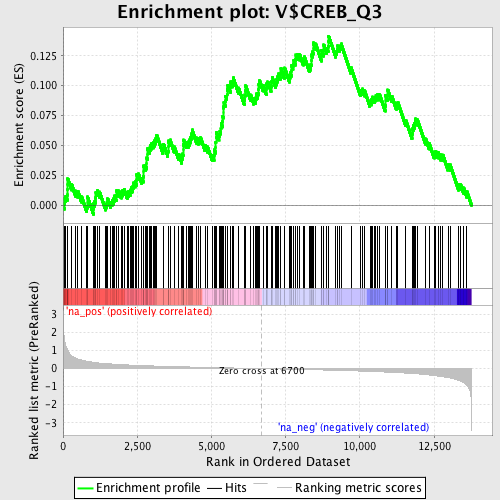 Enrichment plot: V$CREB_Q3
Enrichment score (ES)
0.125
0.100
0.075
0.050
0.025
0.000
'na_pos' (positively correlated)
Ranked list metric (PreRanked)
3
2
1
0
-1
-2
-3
Zero cross at 6700
'na_neg' (negatively correlated)
0
2,500
5,000
7,500
10,000
12,500
Rank in Ordered Dataset
Enrichment profile
Hits
Ranking metric scores